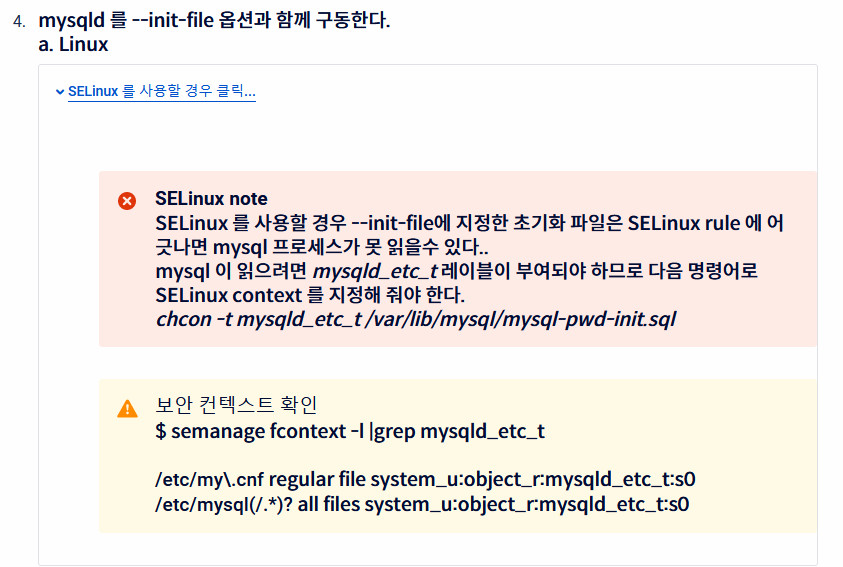 4. mysqld 를 --init-file 옵션과 함께 구동한다.
a. Linux
SELinux 를 사용할 경우 클릭...
SELinux note
SELinux 를 사용할 경우 --init-file에 지정한 초기화 파일은 SELinux rule 에 어
긋나면 mysql 프로세스가 못 읽을수 있다..
mysql 이 읽으려면 mysqld_etc_t 레이블이 부여되야 하므로 다음 명령어로
SELinux context 를 지정해 줘야 한다.
chcon -t mysqld_etc_t /var/lib/mysql/mysql-pwd-init.sql
보안 컨텍스트 확인
$ semanage fcontext -l |grep mysqld_etc_t
/etc/my\.cnf regular file system_u:object_r:mysqld_etc_t:s0
/etc/mysql(/.*)? all files system_u:object_r:mysqld_etc_t:s0